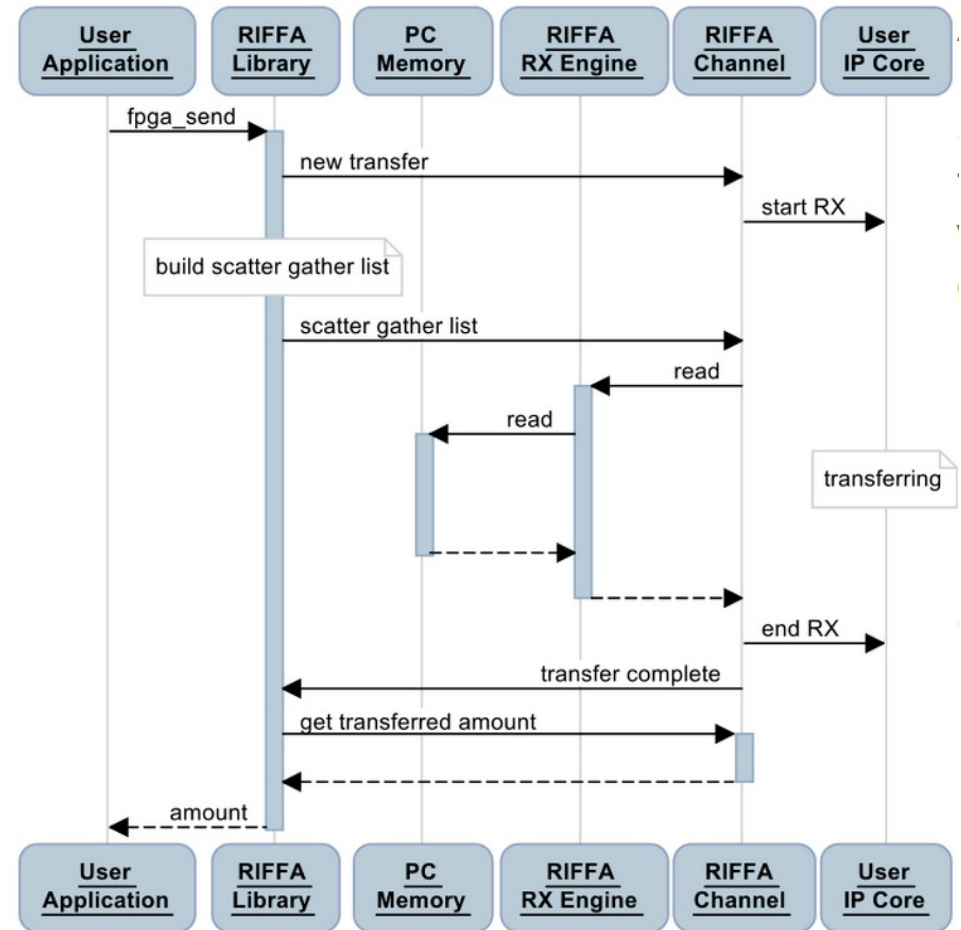 User
Application
RIFFA
Library
PC
Memory
RIFFA
RX Engine
RIFFA
Channel
User
IP Core
fpga_send
new transfer
start RX
build scatter gather list
scatter gather list
read
read
transferring
end RX
transfer complete
get transferred amount
amount
User
Application
RIFFA
Library
PC
Memory
RIFFA
RX Engine
RIFFA
Channel
User
IP Core